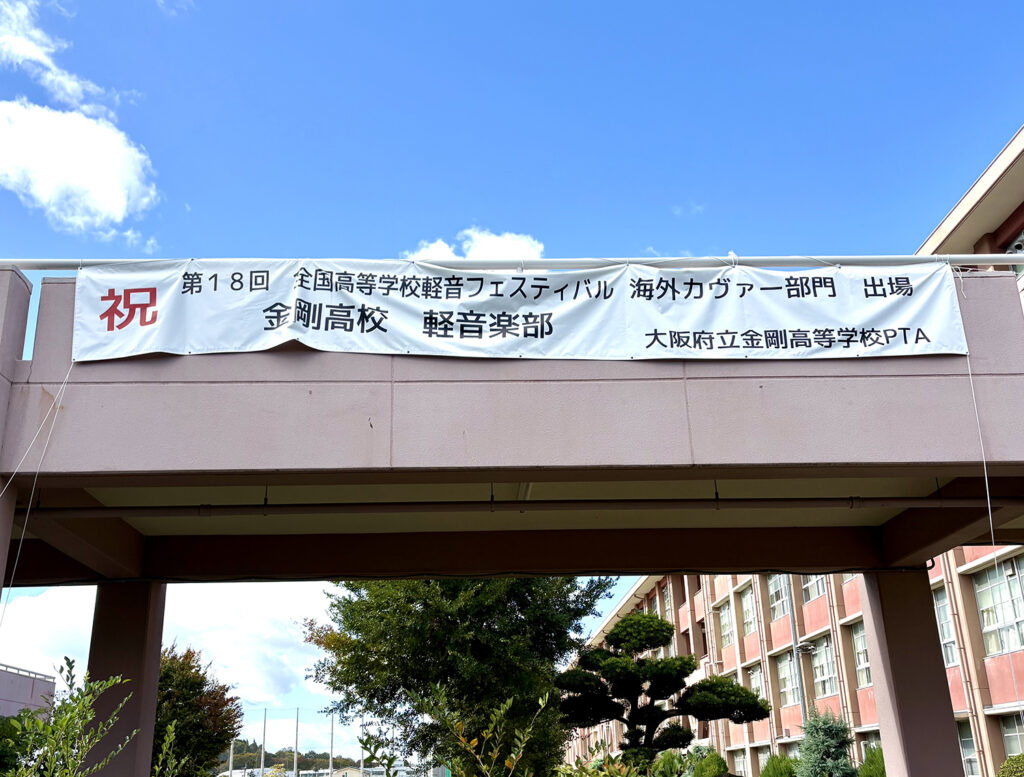 祝
第18回 全国高等学校軽音フェスティバル 海外カヴァー部門 出場
金剛高校 軽音楽部
大阪府立金剛高等学校PTA